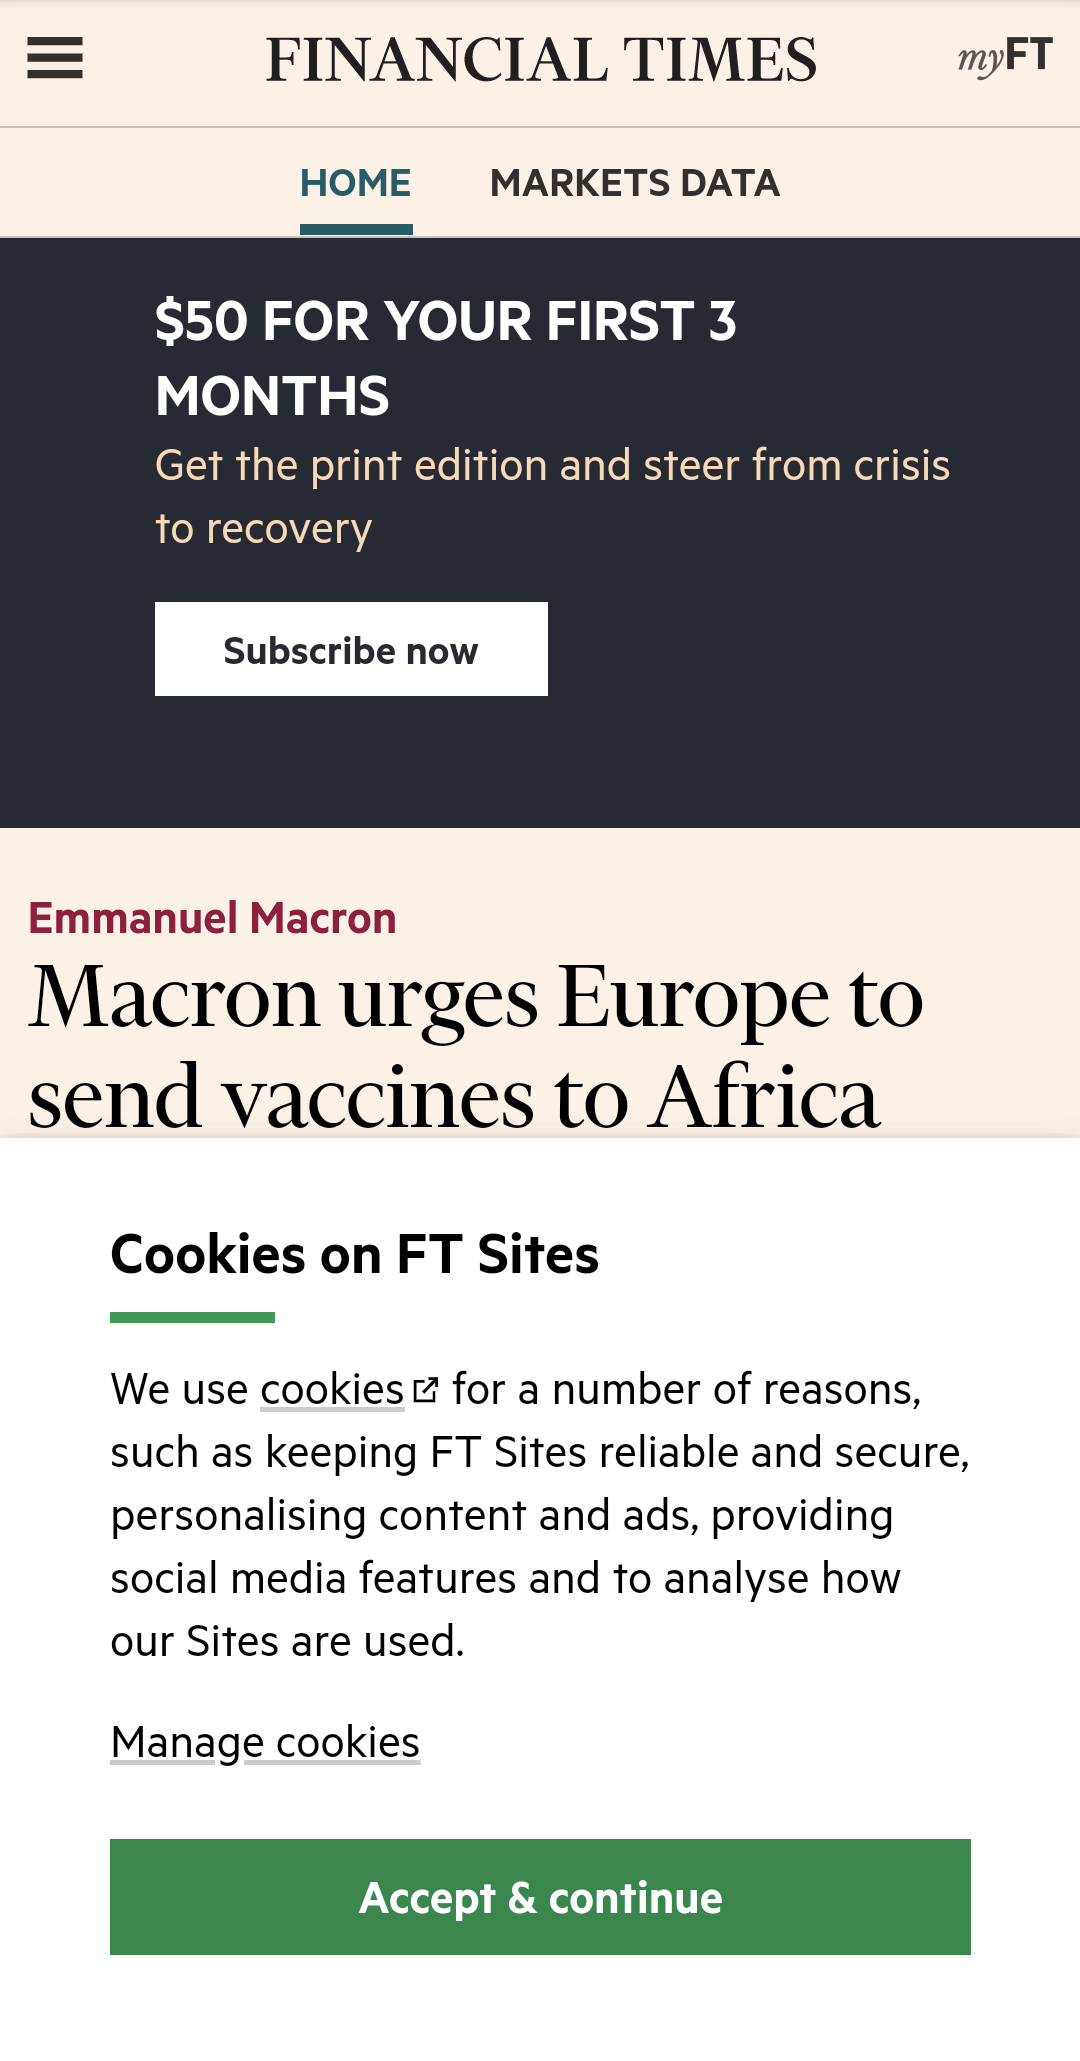 FINANCIAL TIMES
myFT
HOME MARKETS DATA
$50 FOR YOUR FIRST 3
MONTHS
Get the print edition and steer from crisis
to recovery
Subscribe now
Emmanuel Macron
Macron urges Europe to
send vaccines to Africa
Cookies on FT Sites
We use cookies for a number of reasons,
such as keeping FT Sites reliable and secure,
personalising content and ads, providing
social media features and to analyse how
our Sites are used.
Manage cookies
Accept & continue